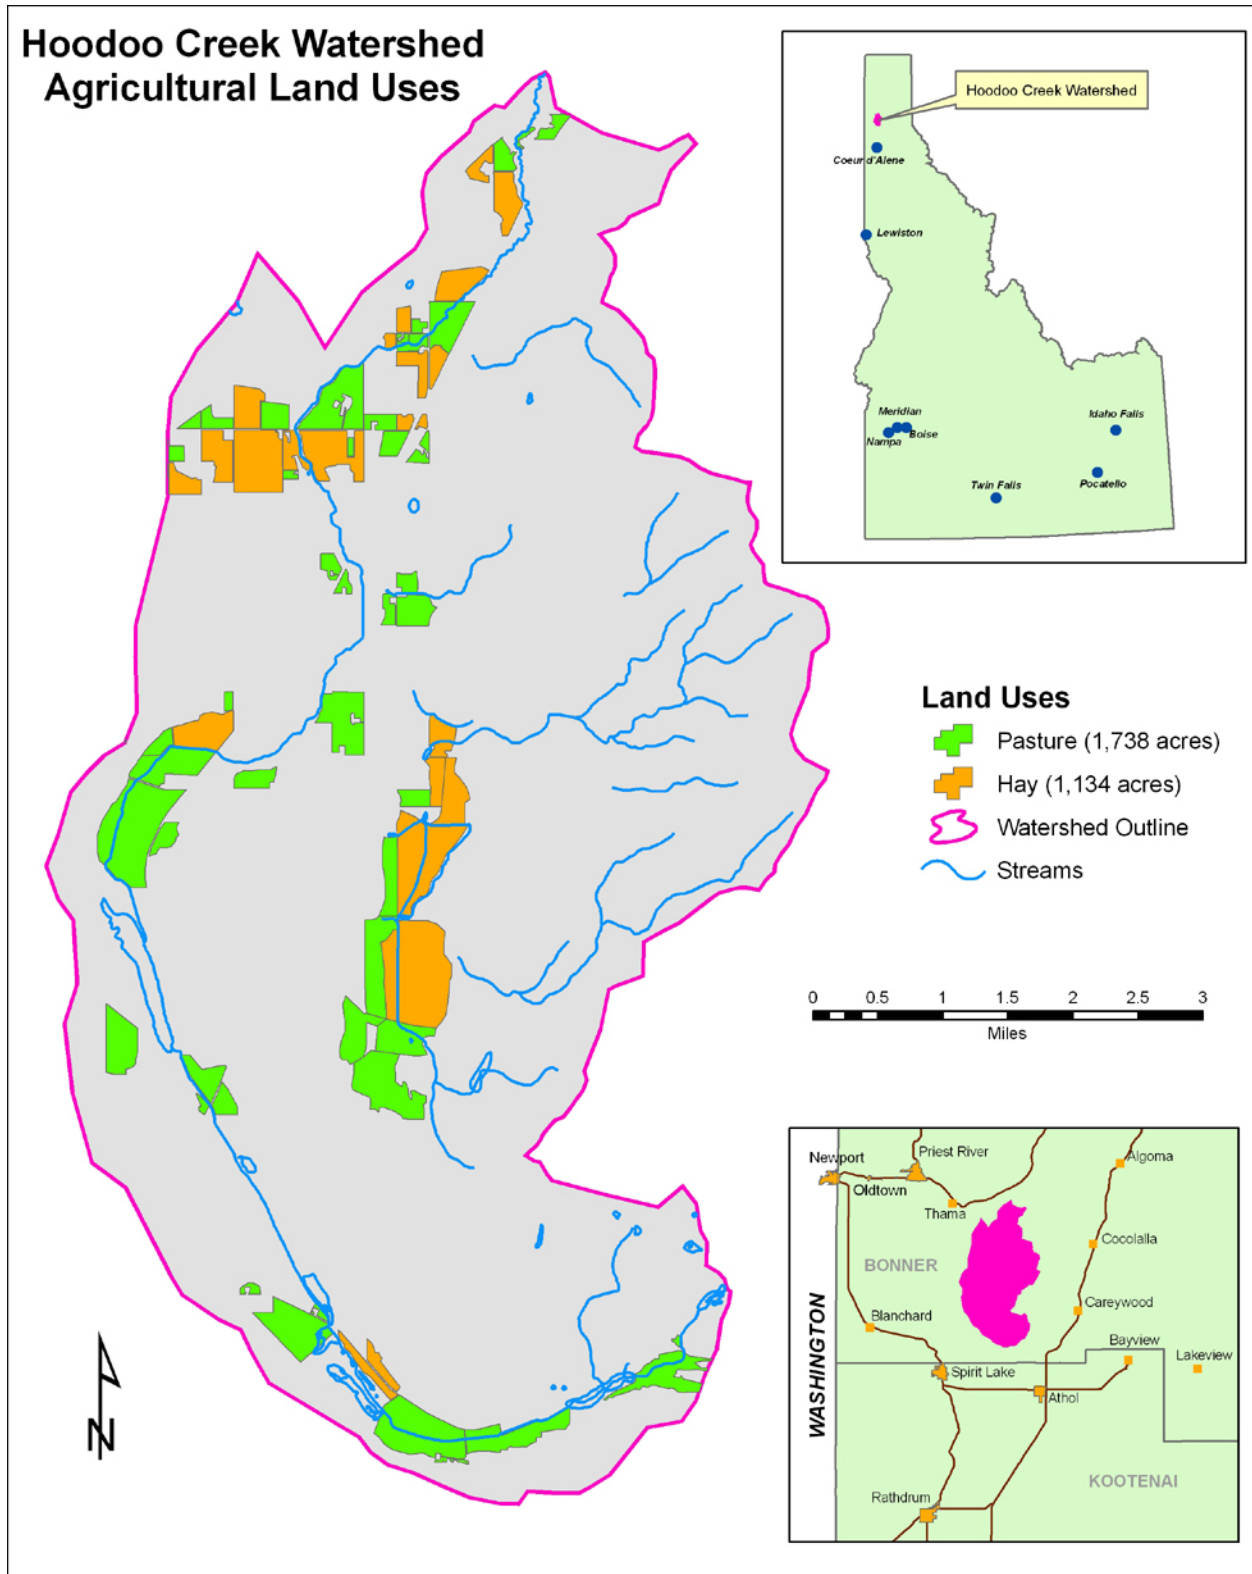 Hoodoo Creek Watershed
Agricultural Land Uses
Hoodoo Creek Watershed
Coeur d'Alene
Lewiston
Meridian
Boise
Nampa
Idaho Falls
Twin Falls
Pocatello
Land Uses
Pasture (1,738 acres)
Hay (1,134 acres)
Watershed Outline
Streams
0 0.5 1 1.5 2 2.5 3
Miles
N
Newport
Priest River
Algoma
Oldtown
Thama
Cocolalla
BONNER
Careywood
Blanchard
Bayview
Lakeview
Spirit Lake
Athol
WASHINGTON
KOOTENAI
Rathdrum